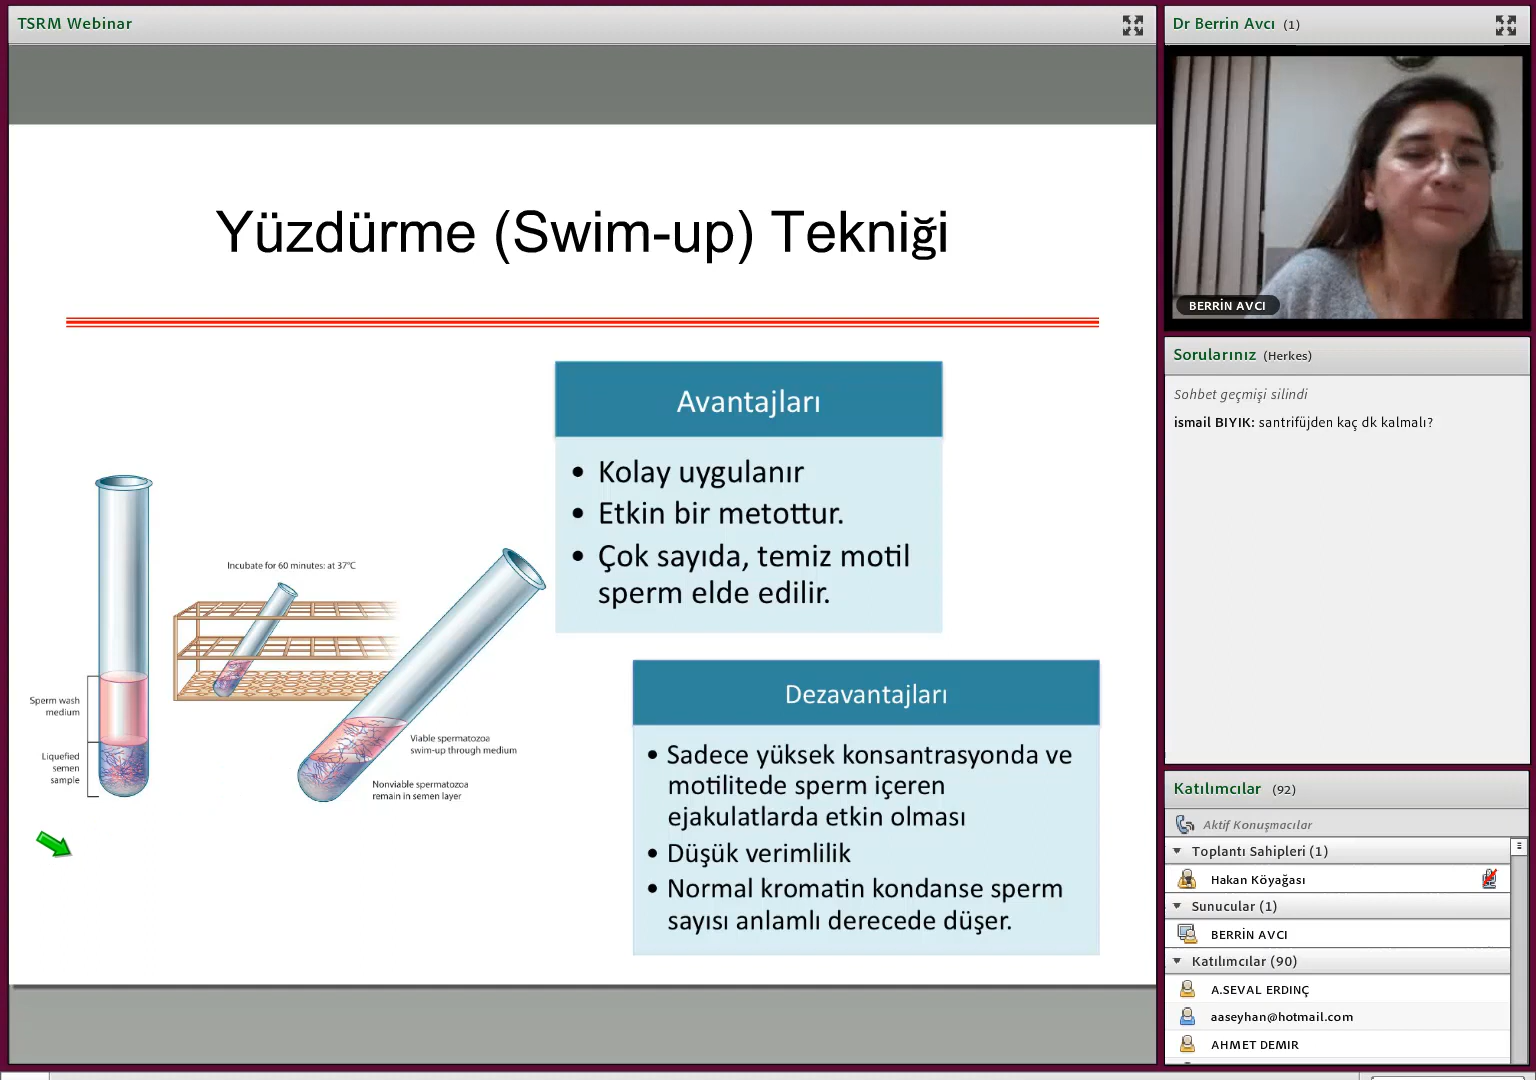 TSRM Webinar
Yüzdürme (Swim-up) Tekniği
Avantajları
• Kolay uygulanır
• Etkin bir metottur.
• Çok sayıda, temiz motil
sperm elde edilir.
Incubate for 60 minutes: at 37°C
Sperm wash
medium
Liquefied
semen
sample
Viable spermatozoa
swim-up through medium
Nonviable spermatozoa
remain in semen layer
Dezavantajları
• Sadece yüksek konsantrasyonda ve
motilitede sperm içeren
ejakulatlarda etkin olması
• Düşük verimlilik
• Normal kromatin kondanse sperm
sayısı anlamlı derecede düşer.
Dr Berrin Avcı (1)
BERRİN AVCI
Sorularınız (Herkes)
Sohbet geçmişi silindi
ismail BIYIK: santrifüjden kaç dk kalmalı?
Katılımcılar (92)
Aktif Konuşmacılar
Toplantı Sahipleri (1)
Hakan Köyağası
Sunucular (1)
BERRİN AVCI
Katılımcılar (90)
A.SEVAL ERDINÇ
aaseyhan@hotmail.com
AHMET DEMIR